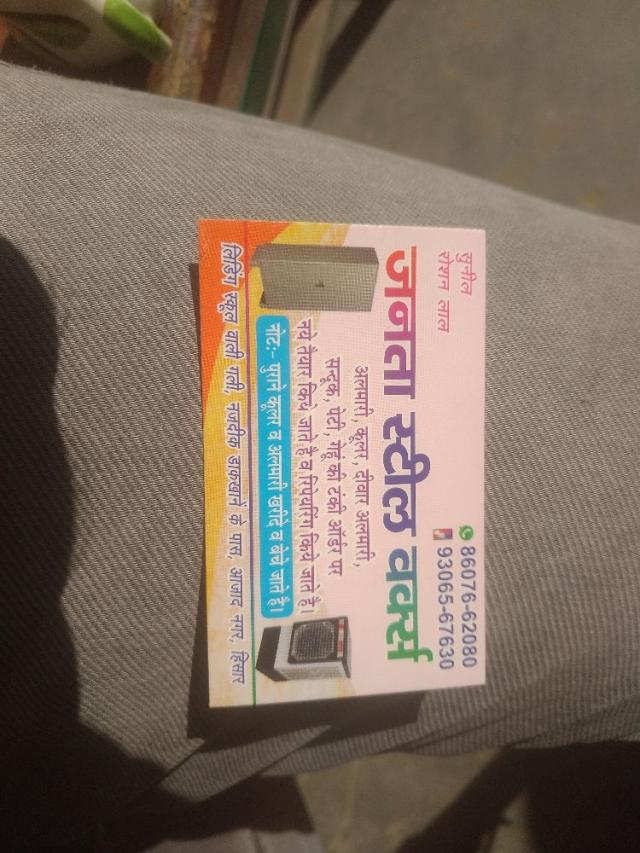 सुनील
रोशन लाल
86076-62080
93065-67630
जनता स्टील वर्क्स
अलमारी, कूलर, दीवार अलमारी,
सन्दूक, पेटी, गेहूं की टंकी ऑर्डर पर
नये तैयार किये जाते हैं व रिपेयरिंग किये जाते हैं।
नोट:- पुराने कूलर व अलमारी खरीदे व बेचे जाते हैं।
लिडिंग स्कूल वाली गली, नजदीक डाकखाने के पास, आजाद नगर, हिसार